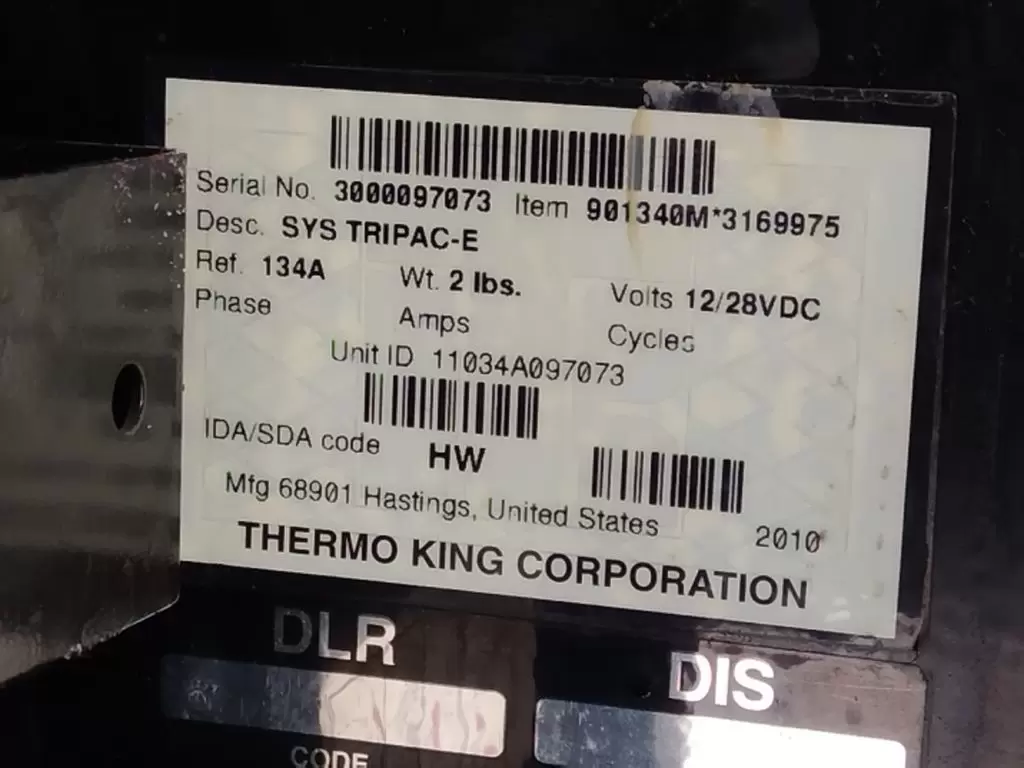 Serial No. 3000097073 Item 901340M*3169975
Desc. SYS TRIPAC-E
Ref. 134A Wt. 2 lbs. Volts 12/28VDC
Phase Amps Cycles
Unit ID 11034A097073
IDA/SDA code HW
Mfg 68901 Hastings, United States 2010
THERMO KING CORPORATION
DLR DIS
CODE